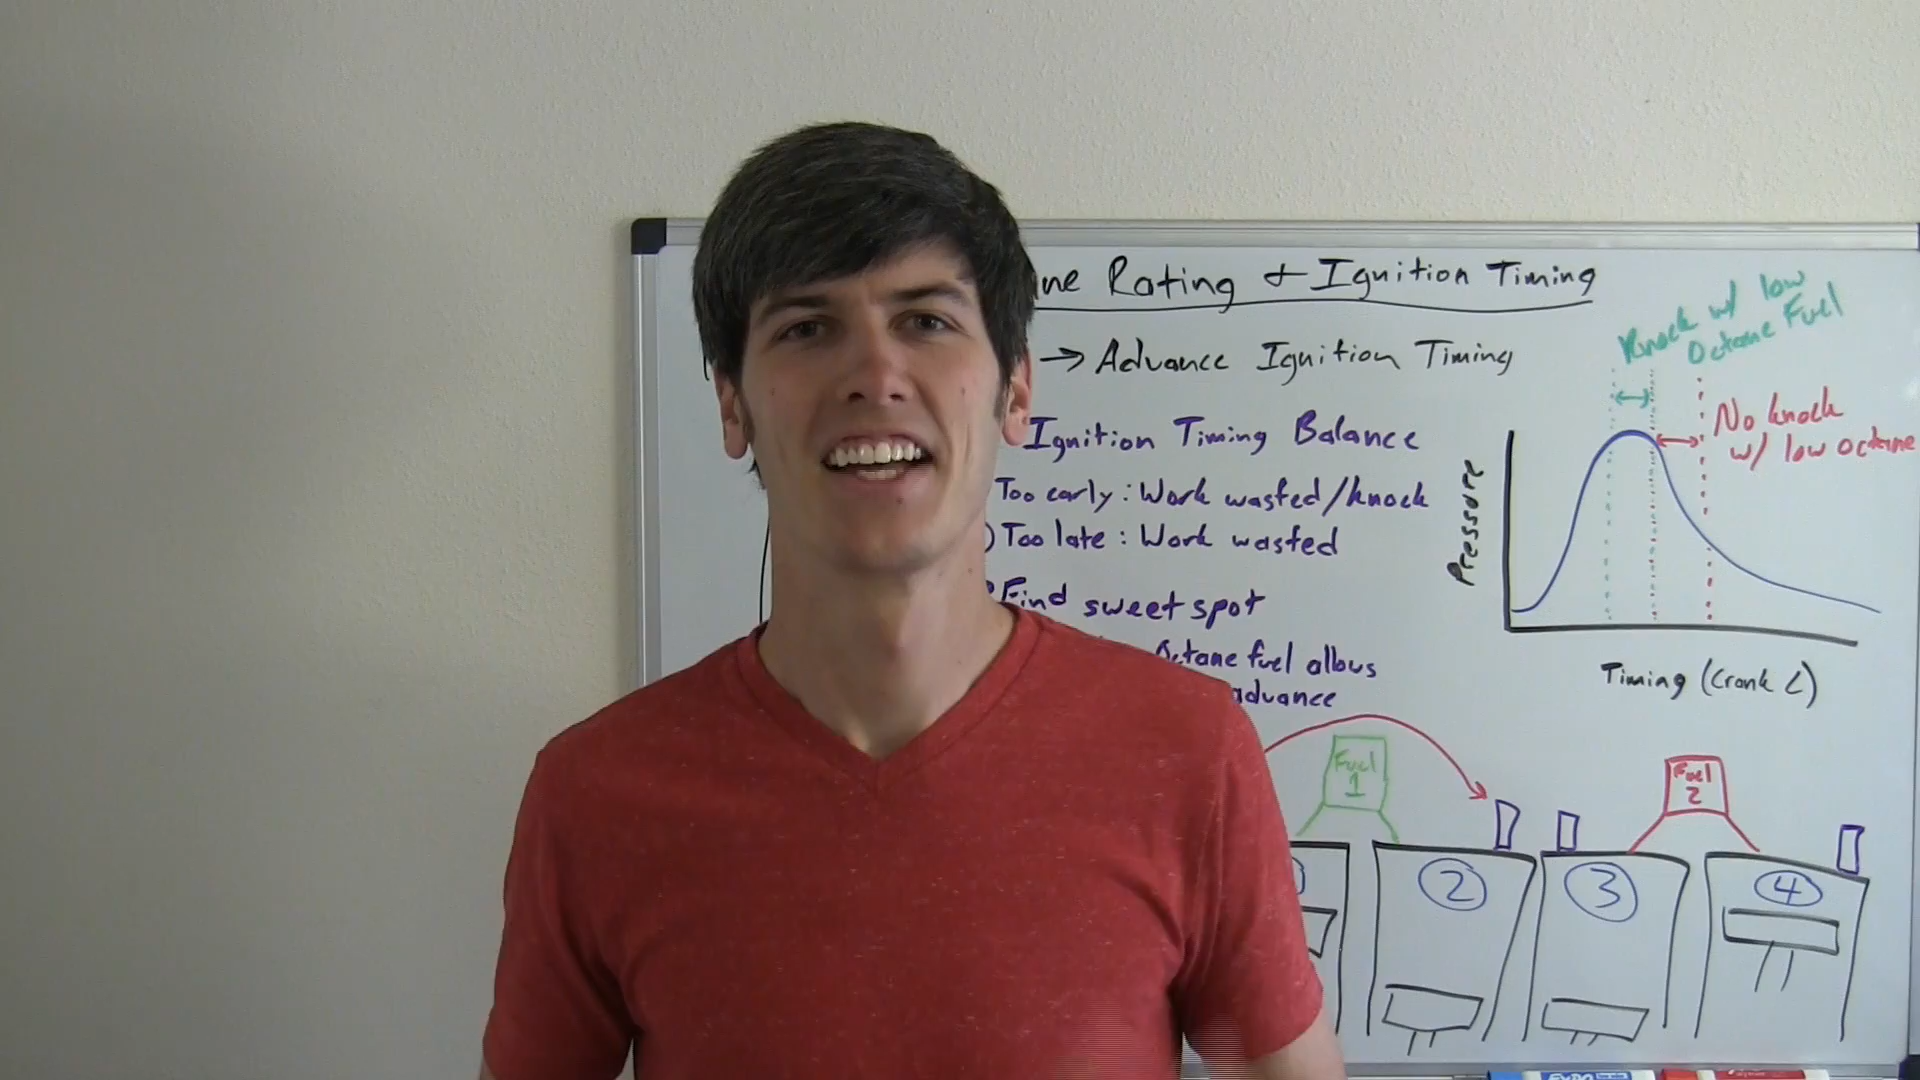 ne Rating & Ignition Timing
→ Advance Ignition Timing
Ignition Timing Balance
Too early: Work wasted/knock
) Too late: Work wasted
Find sweet spot
Octane fuel allows
advance
Knock w/ low
Octane Fuel
No knock
w/ low octane
Pressure
Timing (Crank ∠)
Fuel
1
Fuel
2
2
3
4
EXPO